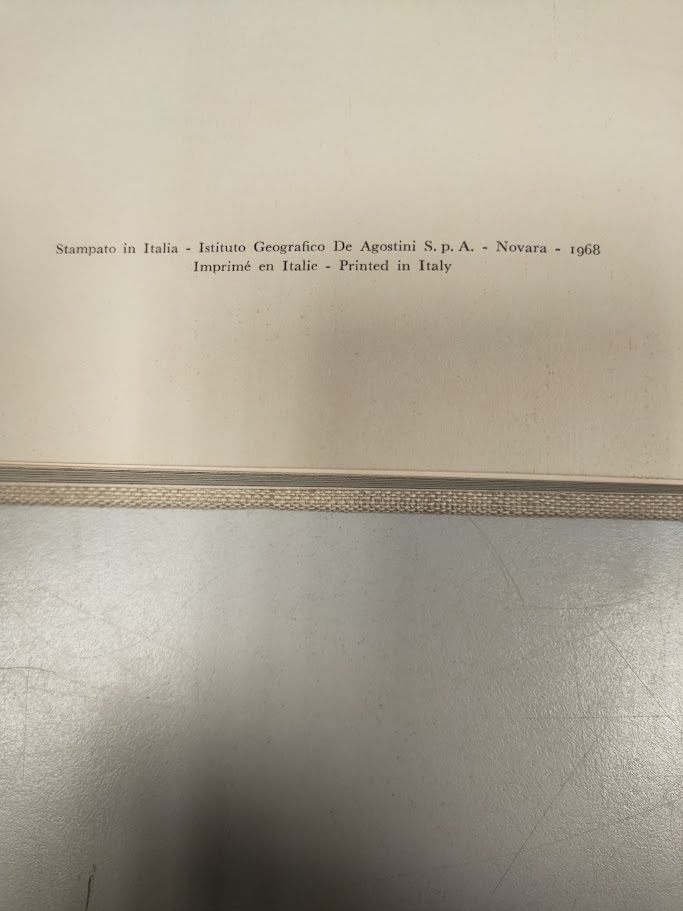 Stampato in Italia - Istituto Geografico De Agostini S. p. A. - Novara - 1968
Imprimé en Italie - Printed in Italy